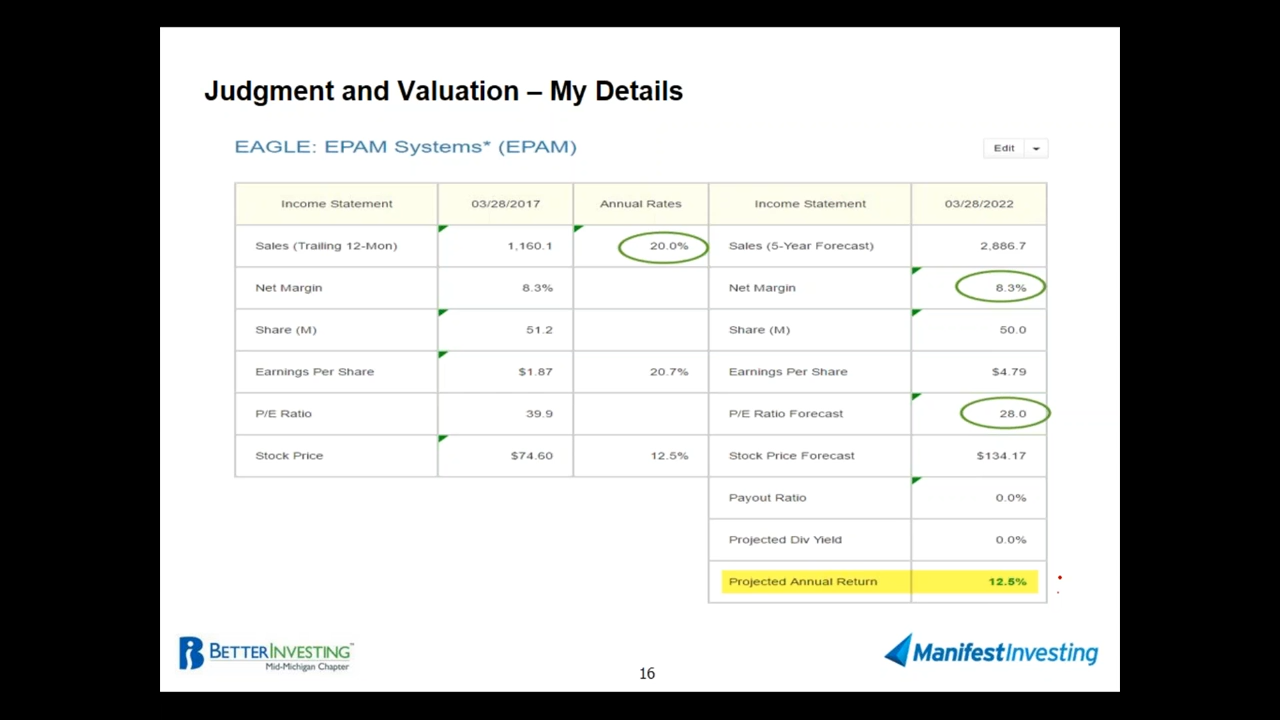 Judgment and Valuation – My Details
EAGLE: EPAM Systems* (EPAM)
Edit
Income Statement 03/28/2017 Annual Rates Income Statement 03/28/2022
Sales (Trailing 12-Mon) 1,160.1 20.0% Sales (5-Year Forecast) 2,886.7
Net Margin 8.3% Net Margin 8.3%
Share (M) 51.2 Share (M) 50.0
Earnings Per Share $1.87 20.7% Earnings Per Share $4.79
P/E Ratio 39.9 P/E Ratio Forecast 28.0
Stock Price $74.60 12.5% Stock Price Forecast $134.17
Payout Ratio 0.0%
Projected Div Yield 0.0%
Projected Annual Return 12.5%
BETTERINVESTING™
Mid-Michigan Chapter
16
ManifestInvesting